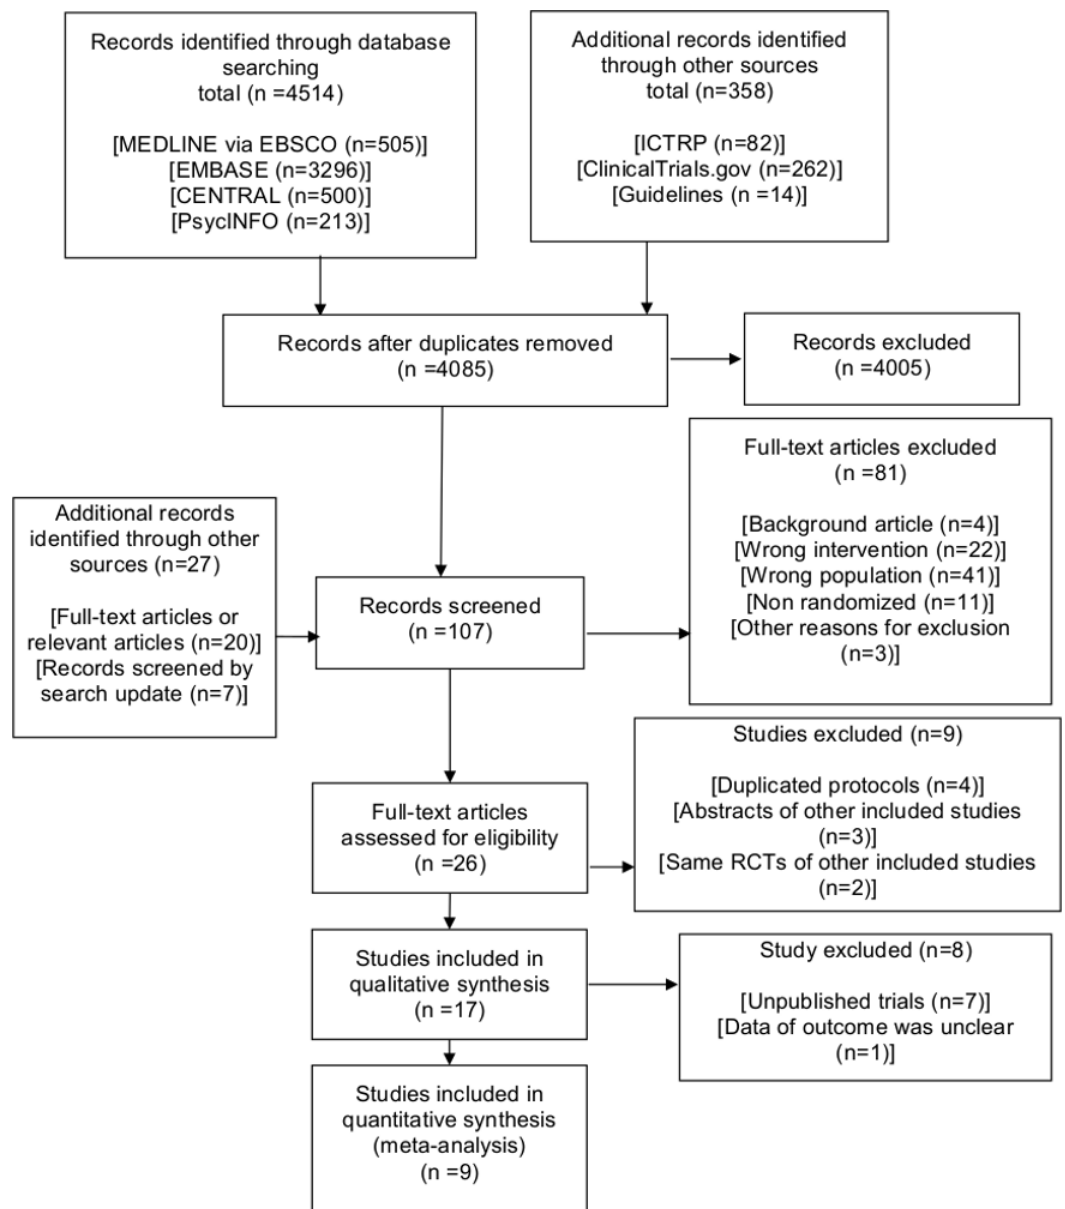 Records identified through database
searching
total (n =4514)
[MEDLINE via EBSCO (n=505)]
[EMBASE (n=3296)]
[CENTRAL (n=500)]
[PsycINFO (n=213)]
Additional records identified
through other sources
total (n=358)
[ICTRP (n=82)]
[ClinicalTrials.gov (n=262)]
[Guidelines (n =14)]
Records after duplicates removed
(n =4085)
Records excluded
(n =4005)
Full-text articles excluded
(n =81)
[Background article (n=4)]
[Wrong intervention (n=22)]
[Wrong population (n=41)]
[Non randomized (n=11)]
[Other reasons for exclusion
(n=3)]
Additional records
identified through other
sources (n=27)
[Full-text articles or
relevant articles (n=20)]
[Records screened by
search update (n=7)]
Records screened
(n =107)
Studies excluded (n=9)
[Duplicated protocols (n=4)]
[Abstracts of other included studies
(n=3)]
[Same RCTs of other included studies
(n=2)]
Full-text articles
assessed for eligibility
(n =26)
Studies included in
qualitative synthesis
(n =17)
Study excluded (n=8)
[Unpublished trials (n=7)]
[Data of outcome was unclear
(n=1)]
Studies included in
quantitative synthesis
(meta-analysis)
(n =9)